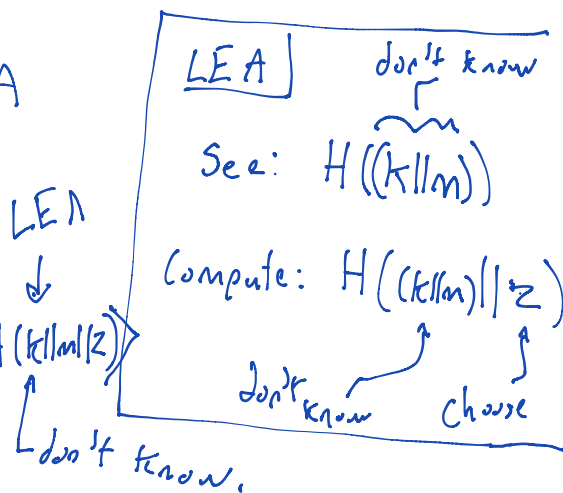 A
LEA
H(k||m||z)
don't know.
LEA
don't know
See: H((k||m))
Compute: H((k||m)||z)
don't know
choose